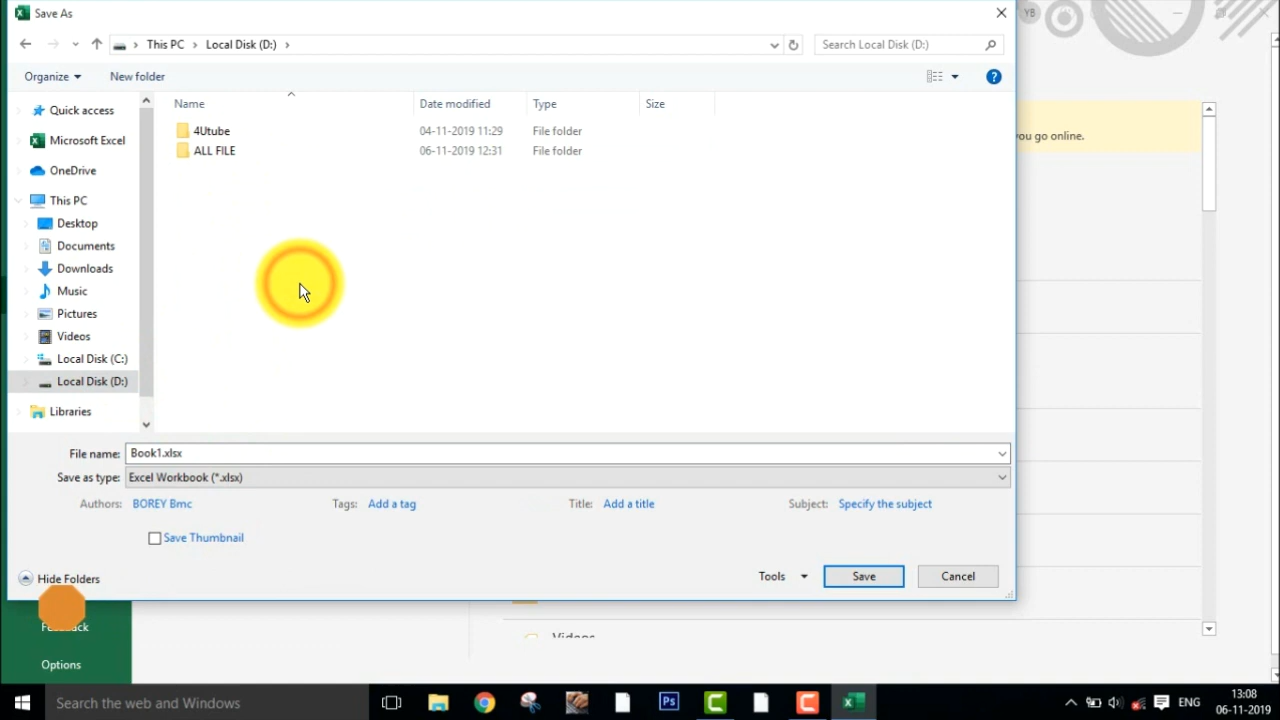 Save As
YB
This PC > Local Disk (D:) >
Search Local Disk (D:)
Organize
New folder
?
Name
Date modified
Type
Size
Quick access
Microsoft Excel
OneDrive
This PC
Desktop
Documents
Downloads
Music
Pictures
Videos
Local Disk (C:)
Local Disk (D:)
Libraries
4Utube 04-11-2019 11:29 File folder
ALL FILE 06-11-2019 12:31 File folder
you go online.
File name: Book1.xlsx
Save as type: Excel Workbook (*.xlsx)
Authors: BOREY Bmc
Tags: Add a tag
Title: Add a title
Subject: Specify the subject
Save Thumbnail
Hide Folders
Tools
Save
Cancel
Feedback
Videos
Options
Search the web and Windows
Ps
ENG
13:08
06-11-2019